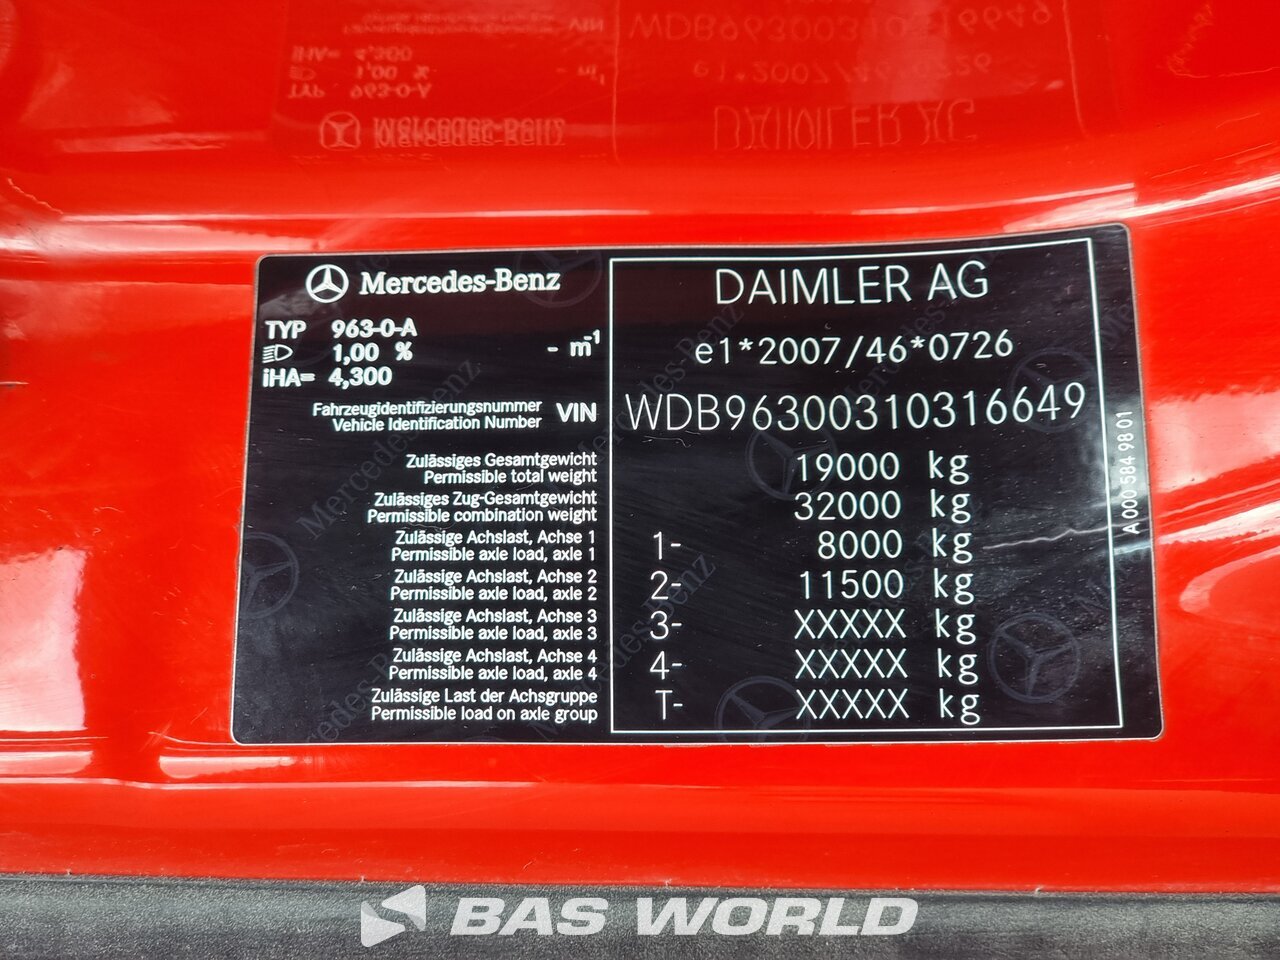 Mercedes-Benz
DAIMLER AG
TYP 963-0-A
1,00 % - m⁻¹
iHA= 4,300
e1*2007/46*0726
Fahrzeugidentifizierungsnummer
Vehicle Identification Number
VIN
WDB96300310316649
Zulässiges Gesamtgewicht
Permissible total weight
19000 kg
Zulässiges Zug-Gesamtgewicht
Permissible combination weight
32000 kg
Zulässige Achslast, Achse 1
Permissible axle load, axle 1
1- 8000 kg
Zulässige Achslast, Achse 2
Permissible axle load, axle 2
2- 11500 kg
Zulässige Achslast, Achse 3
Permissible axle load, axle 3
3- XXXXX kg
Zulässige Achslast, Achse 4
Permissible axle load, axle 4
4- XXXXX kg
Zulässige Last der Achsgruppe
Permissible load on axle group
T- XXXXX kg
A 000 584 98 01
BAS WORLD